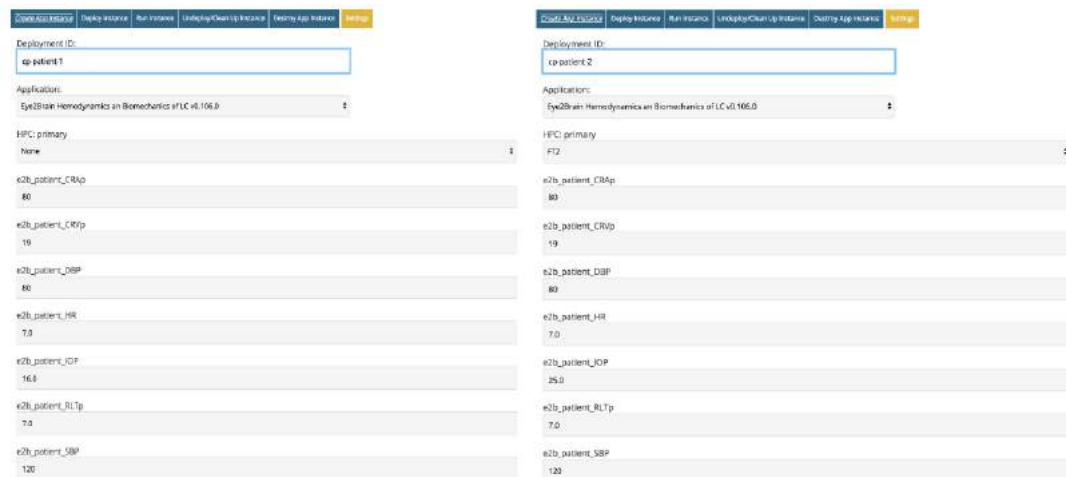 Create App Instance Deploy Instance Run Instance Undeploy/Clean Up Instance Destroy App Instance Settings
Deployment ID:
cp-patient-1
Application:
Eye2Brain Hemodynamics an Biomechanics of LC v0.106.0
HPC: primary
None
e2b_patient_CRAp
80
e2b_patient_CRVp
19
e2b_patient_DBP
80
e2b_patient_HR
7.0
e2b_patient_IOP
16.0
e2b_patient_RLTp
7.0
e2b_patient_SBP
120
Create App Instance Deploy Instance Run Instance Undeploy/Clean Up Instance Destroy App Instance Settings
Deployment ID:
cp-patient-2
Application:
Eye2Brain Hemodynamics an Biomechanics of LC v0.106.0
HPC: primary
FT2
e2b_patient_CRAp
80
e2b_patient_CRVp
19
e2b_patient_DBP
80
e2b_patient_HR
7.0
e2b_patient_IOP
25.0
e2b_patient_RLTp
7.0
e2b_patient_SBP
120